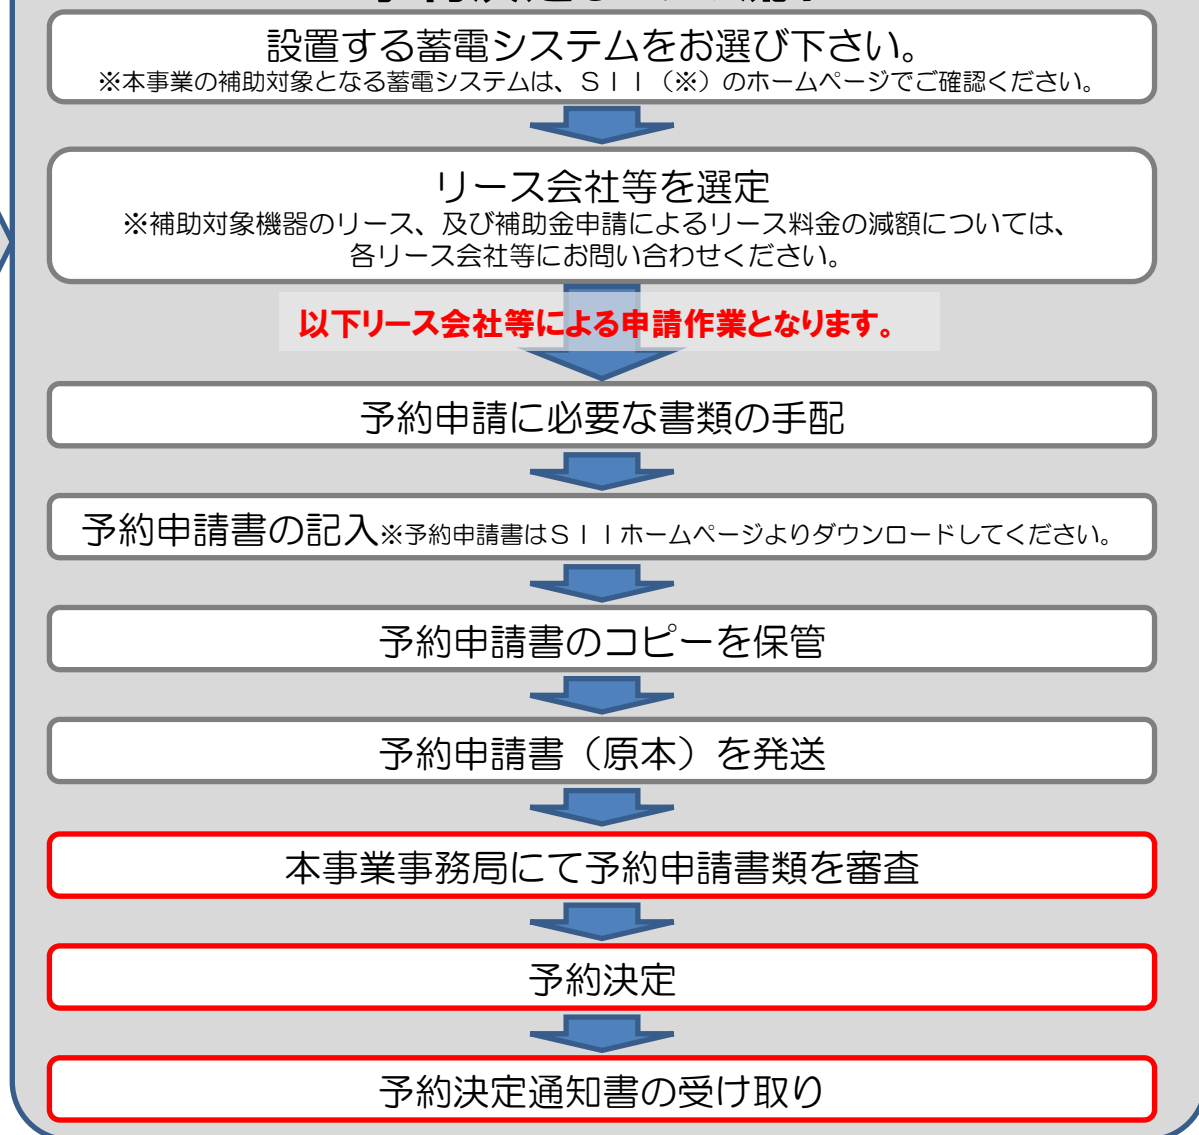 設置する蓄電システムをお選び下さい。
※本事業の補助対象となる蓄電システムは、ＳＩＩ（※）のホームページでご確認ください。
リース会社等を選定
※補助対象機器のリース、及び補助金申請によるリース料金の減額については、
各リース会社等にお問い合わせください。
以下リース会社等による申請作業となります。
予約申請に必要な書類の手配
予約申請書の記入※予約申請書はＳＩＩホームページよりダウンロードしてください。
予約申請書のコピーを保管
予約申請書（原本）を発送
本事業事務局にて予約申請書類を審査
予約決定
予約決定通知書の受け取り